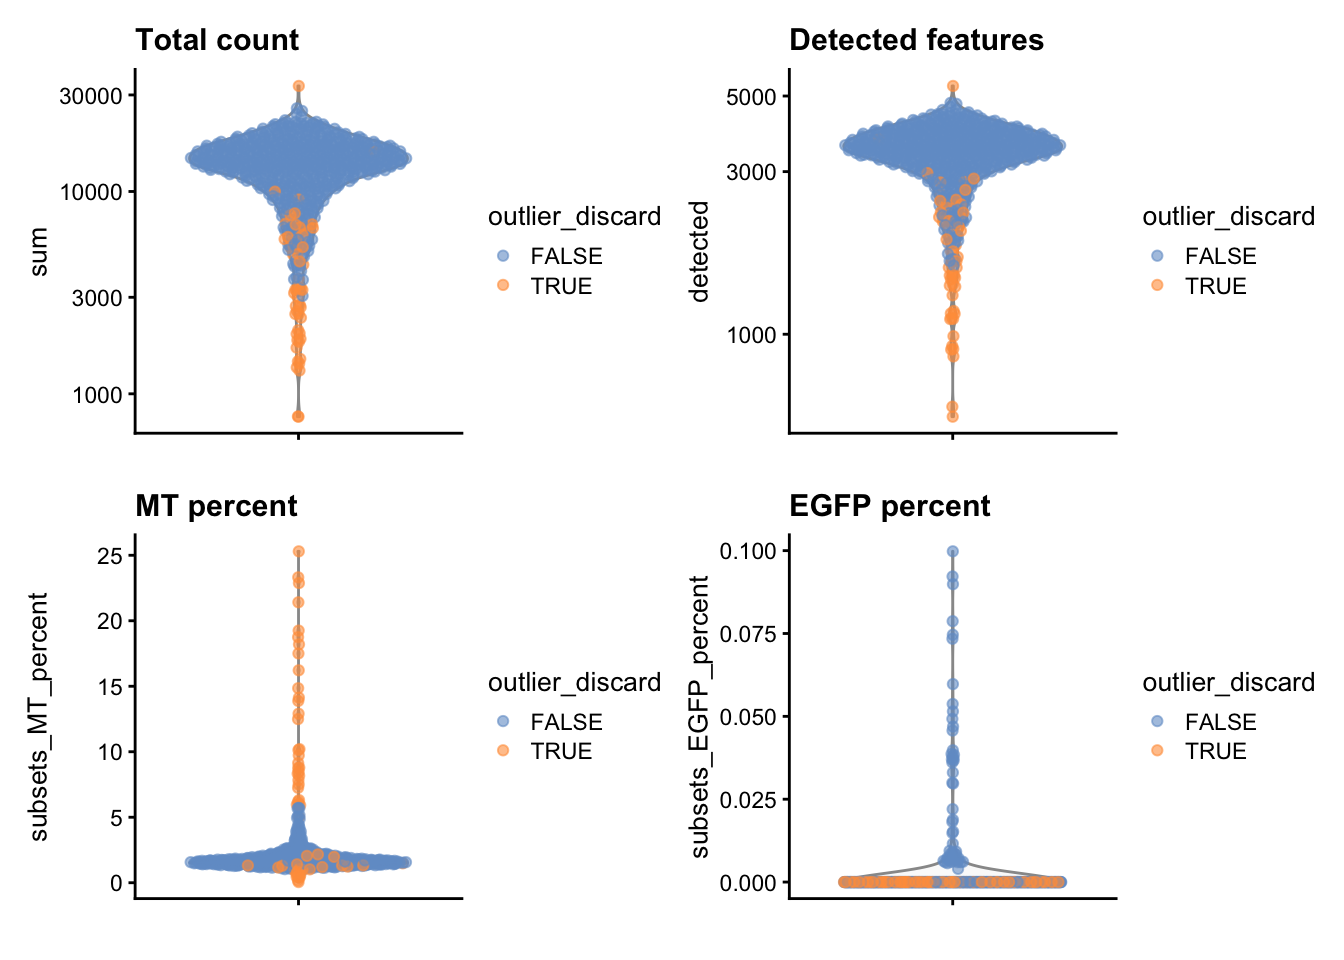 Total count
30000
10000
3000
1000
sum
outlier_discard
FALSE
TRUE
Detected features
5000
3000
1000
detected
outlier_discard
FALSE
TRUE
MT percent
25
20
15
10
5
0
subsets_MT_percent
outlier_discard
FALSE
TRUE
EGFP percent
0.100
0.075
0.050
0.025
0.000
subsets_EGFP_percent
outlier_discard
FALSE
TRUE